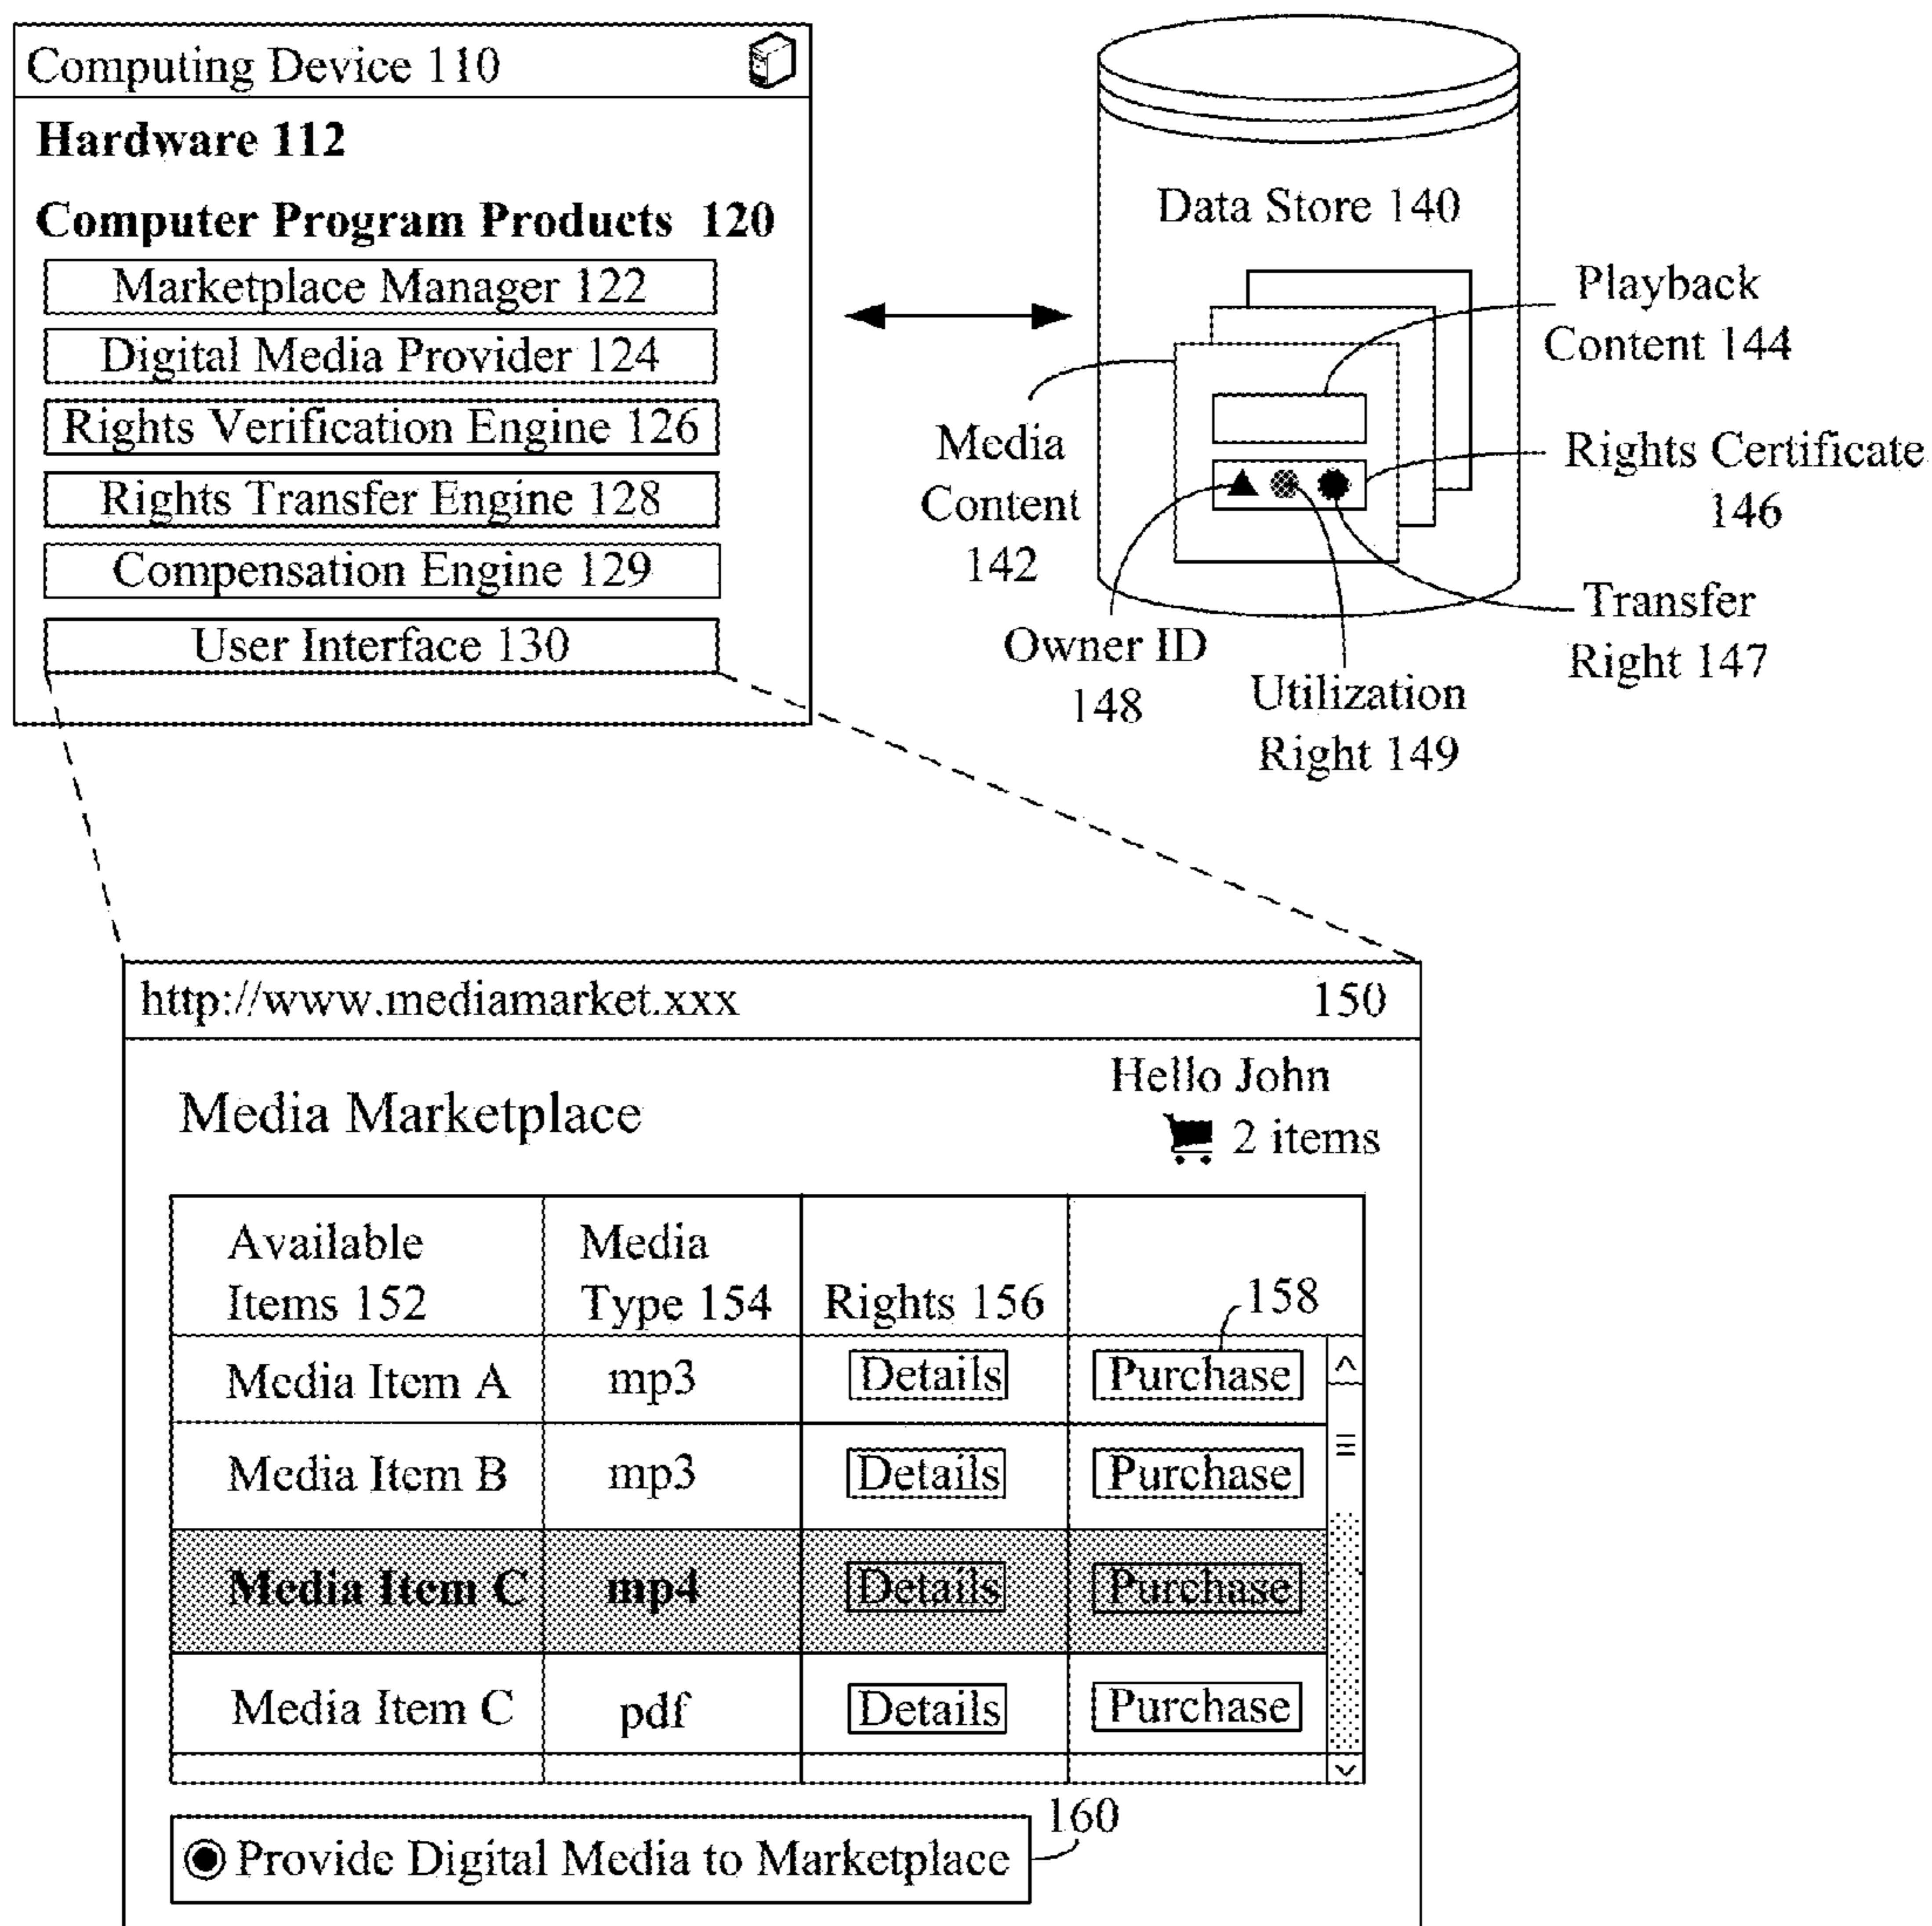 Computing Device 110
Hardware 112
Computer Program Products 120
Marketplace Manager 122
Digital Media Provider 124
Rights Verification Engine 126
Rights Transfer Engine 128
Compensation Engine 129
User Interface 130
Data Store 140
Playback
Content 144
Media
Content
142
Rights Certificate
146
Owner ID
148
Utilization
Right 149
Transfer
Right 147
http://www.mediamarket.xxx 150
Hello John
Media Marketplace
2 items
Available
Items 152
Media
Type 154
Rights 156
158
Media Item A mp3 Details Purchase
Media Item B mp3 Details Purchase
Media Item C mp4 Details Purchase
Media Item C pdf Details Purchase
160
Provide Digital Media to Marketplace